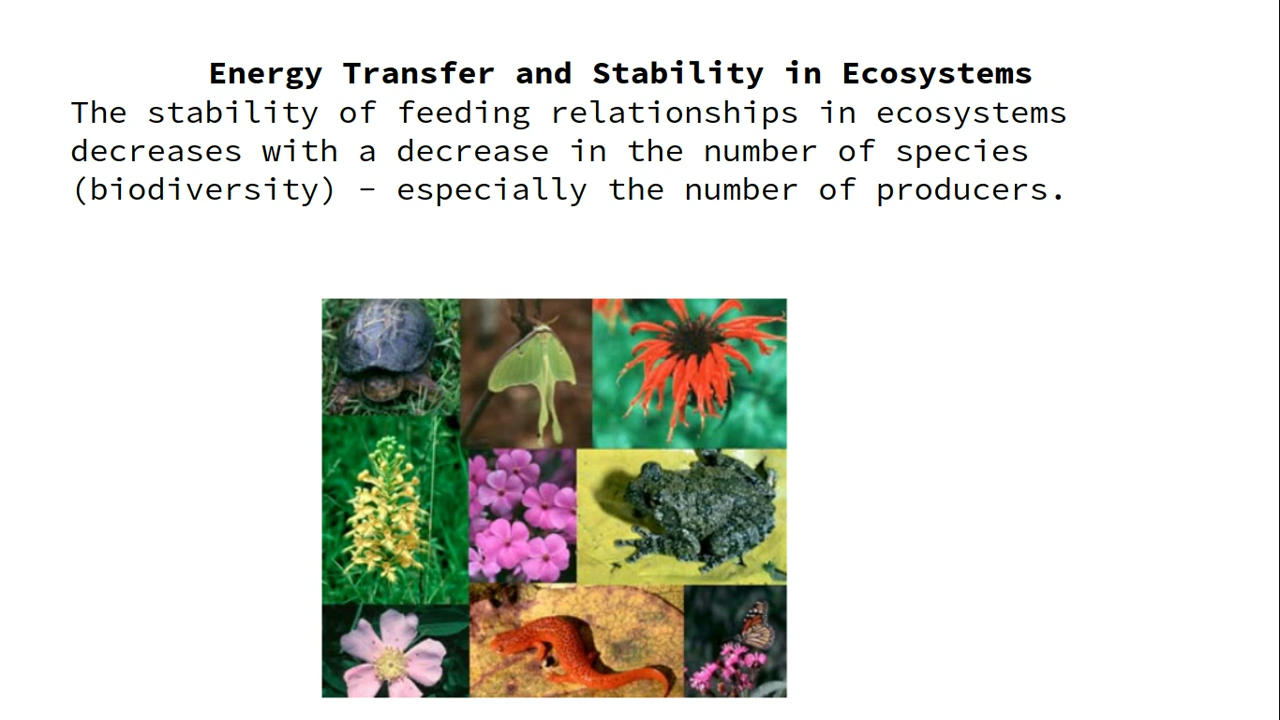 Energy Transfer and Stability in Ecosystems
The stability of feeding relationships in ecosystems
decreases with a decrease in the number of species
(biodiversity) – especially the number of producers.